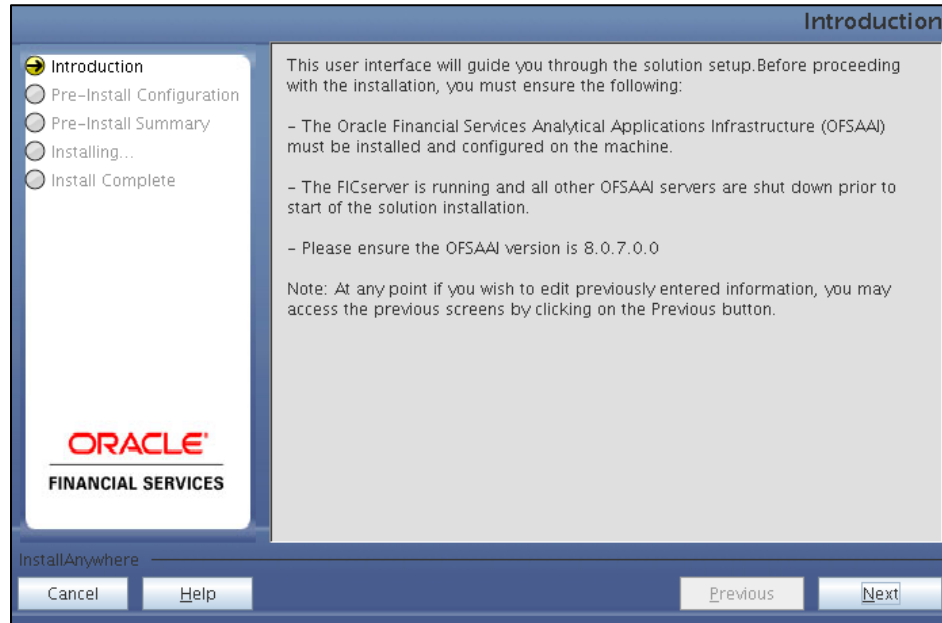 Introduction
Introduction
Pre-Install Configuration
Pre-Install Summary
Installing...
Install Complete
This user interface will guide you through the solution setup.Before proceeding
with the installation, you must ensure the following:
- The Oracle Financial Services Analytical Applications Infrastructure (OFSAAI)
must be installed and configured on the machine.
- The FICserver is running and all other OFSAAI servers are shut down prior to
start of the solution installation.
- Please ensure the OFSAAI version is 8.0.7.0.0
Note: At any point if you wish to edit previously entered information, you may
access the previous screens by clicking on the Previous button.
ORACLE'
FINANCIAL SERVICES
InstallAnywhere
Cancel Help Previous Next